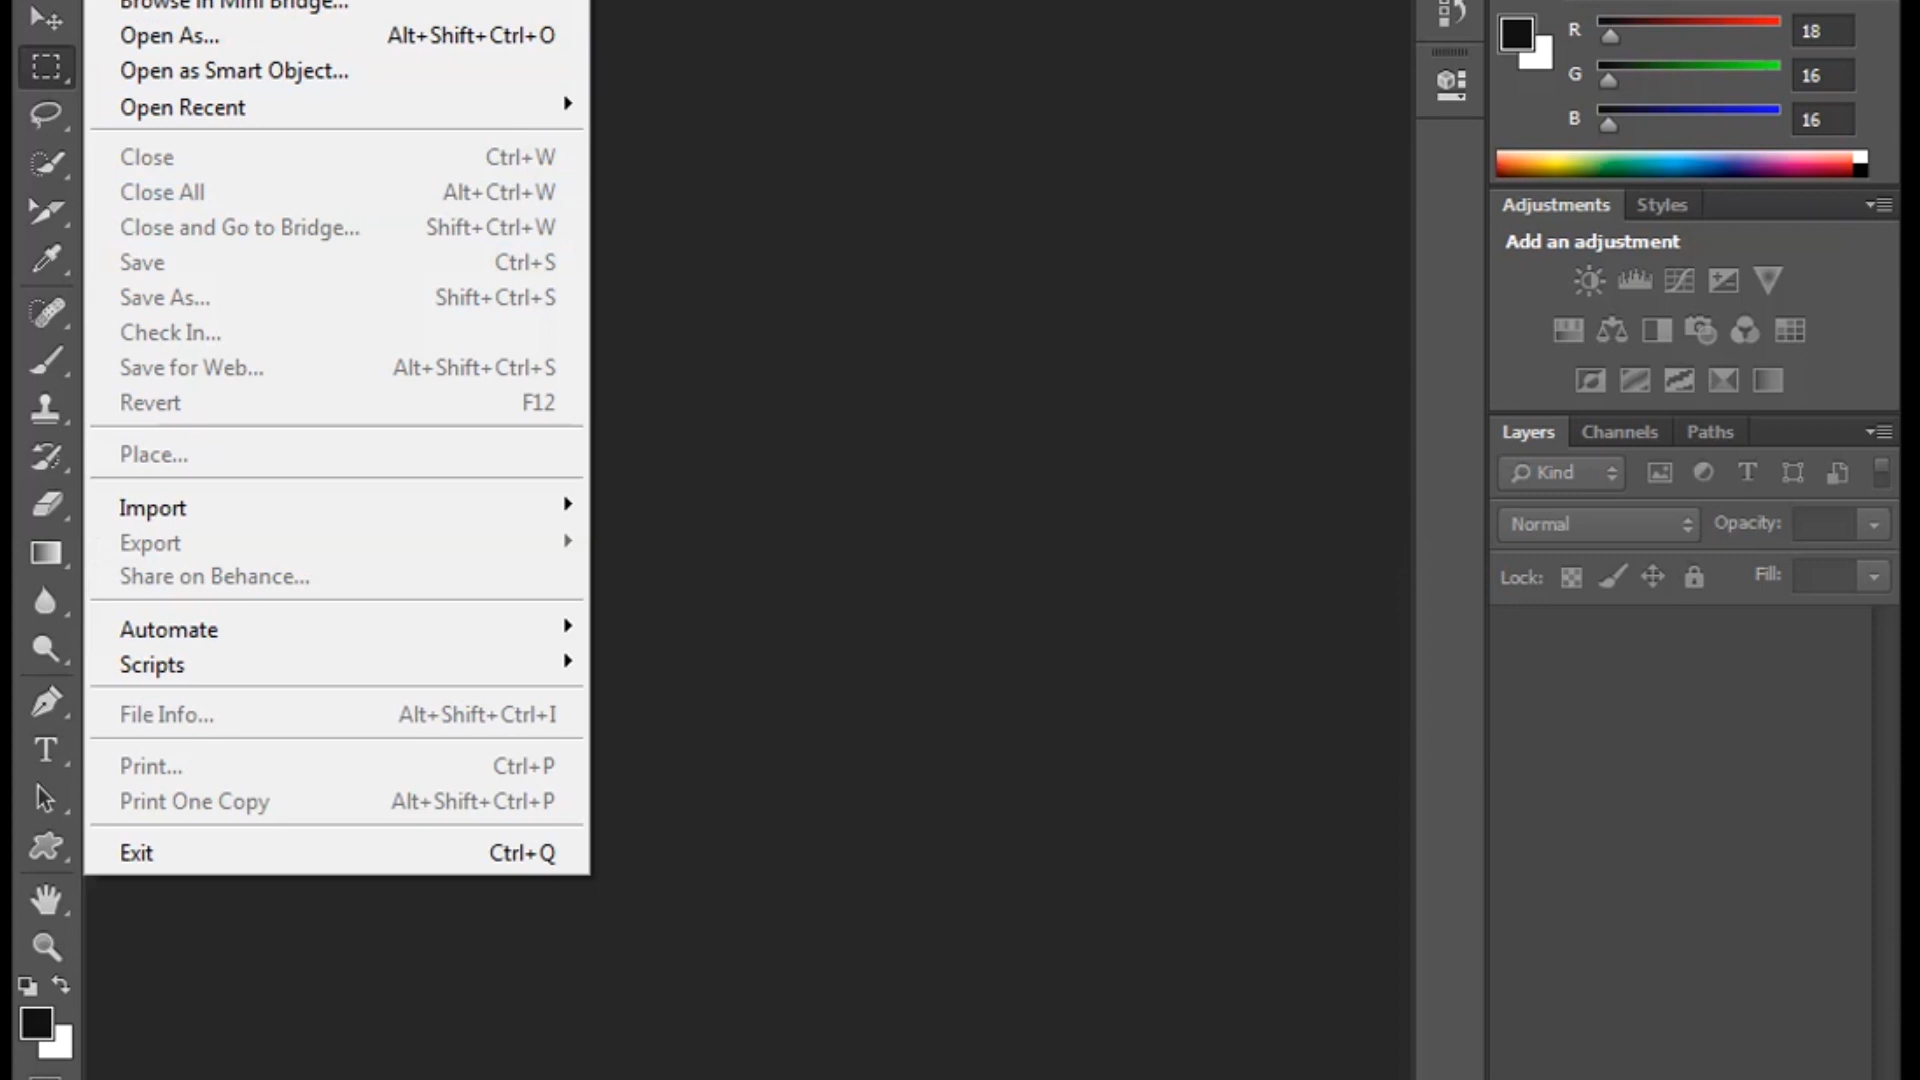 Browse in Mini Bridge...
Open As... Alt+Shift+Ctrl+O
Open as Smart Object...
Open Recent
Close Ctrl+W
Close All Alt+Ctrl+W
Close and Go to Bridge... Shift+Ctrl+W
Save Ctrl+S
Save As... Shift+Ctrl+S
Check In...
Save for Web... Alt+Shift+Ctrl+S
Revert F12
Place...
Import
Export
Share on Behance...
Automate
Scripts
File Info... Alt+Shift+Ctrl+I
Print... Ctrl+P
Print One Copy Alt+Shift+Ctrl+P
Exit Ctrl+Q
R 18
G 16
B 16
Adjustments Styles
Add an adjustment
Layers Channels Paths
Kind
Normal Opacity:
Lock: Fill: